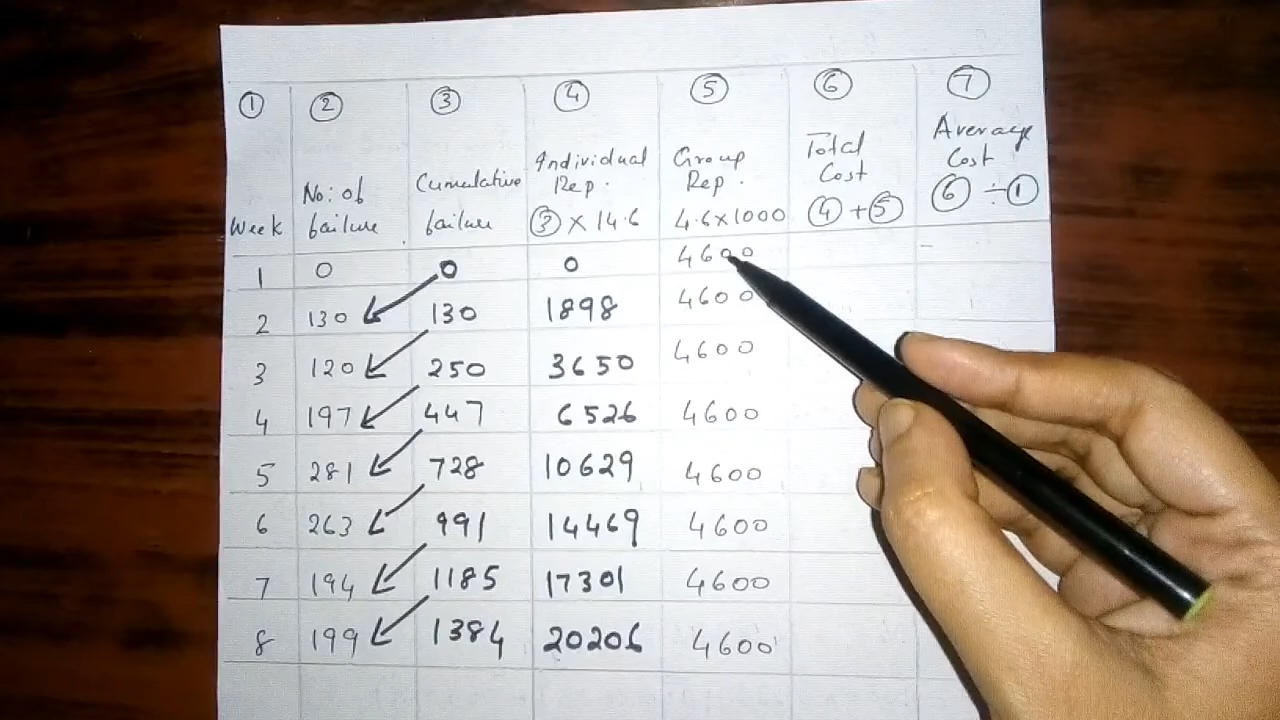 ① ② ③ ④ ⑤ ⑥ ⑦
Week
No: of
failure
Cumulative
failure
Individual
Rep.
③ × 14.6
Group
Rep.
4.6 × 1000
Total
Cost
④ + ⑤
Average
Cost
⑥ ÷ ①
1 0 0 0 4600 -
2 130 130 1898 4600
3 120 250 3650 4600
4 197 447 6526 4600
5 281 728 10629 4600
6 263 991 14469 4600
7 194 1185 17301 4600
8 199 1384 20206 4600